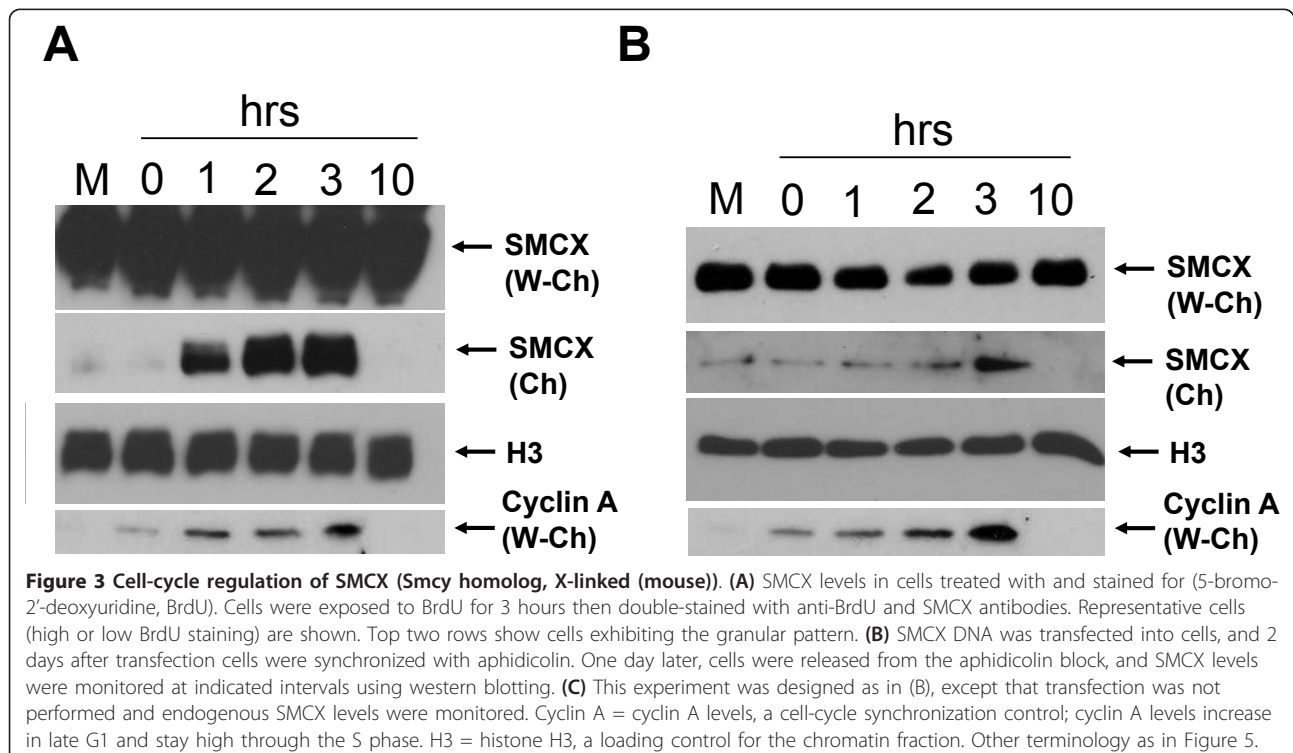 A
B
hrs
M 0 1 2 3 10
SMCX
(W-Ch)
SMCX
(Ch)
H3
Cyclin A
(W-Ch)
hrs
M 0 1 2 3 10
SMCX
(W-Ch)
SMCX
(Ch)
H3
Cyclin A
(W-Ch)
Figure 3 Cell-cycle regulation of SMCX (Smcy homolog, X-linked (mouse)). (A) SMCX levels in cells treated with and stained for (5-bromo-
2′-deoxyuridine, BrdU). Cells were exposed to BrdU for 3 hours then double-stained with anti-BrdU and SMCX antibodies. Representative cells
(high or low BrdU staining) are shown. Top two rows show cells exhibiting the granular pattern. (B) SMCX DNA was transfected into cells, and 2
days after transfection cells were synchronized with aphidicolin. One day later, cells were released from the aphidicolin block, and SMCX levels
were monitored at indicated intervals using western blotting. (C) This experiment was designed as in (B), except that transfection was not
performed and endogenous SMCX levels were monitored. Cyclin A = cyclin A levels, a cell-cycle synchronization control; cyclin A levels increase
in late G1 and stay high through the S phase. H3 = histone H3, a loading control for the chromatin fraction. Other terminology as in Figure 5.